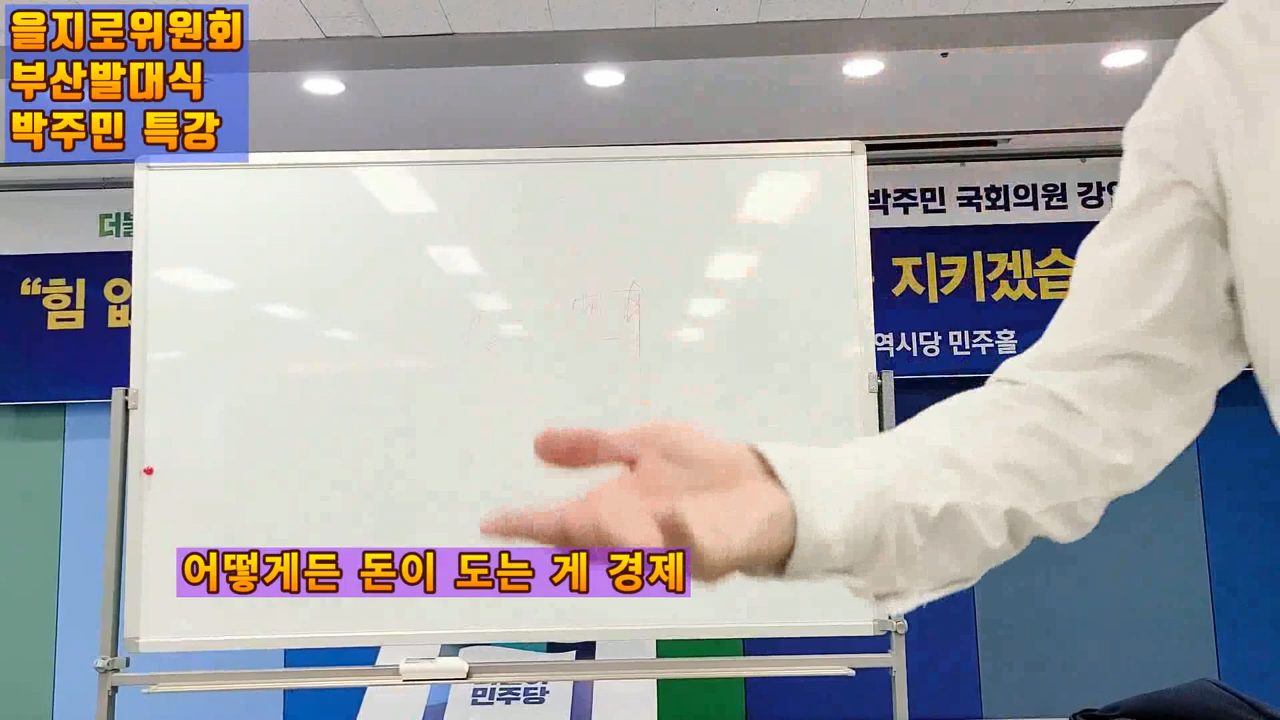 을지로위원회
부산발대식
박주민 특강
박주민 국회의원
“힘
지키겠습
역시당 민주홀
어떻게든 돈이 도는 게 경제
민주당